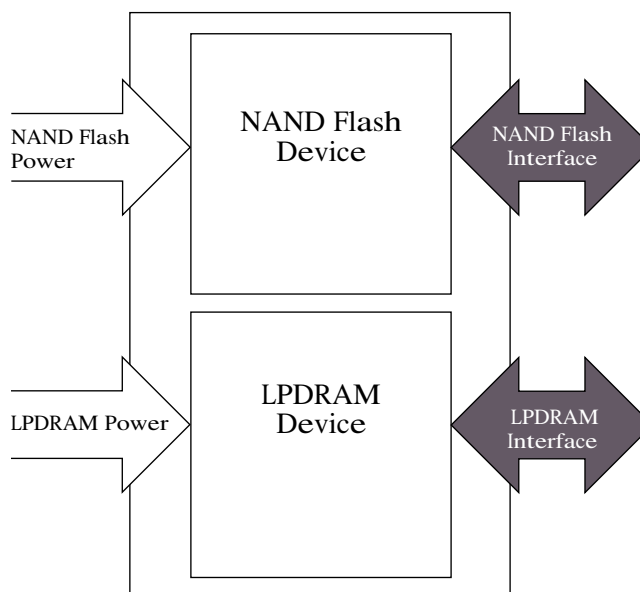 NAND Flash
Device
NAND Flash
Power
NAND Flash
Interface
LPDRAM
Device
LPDRAM Power
LPDRAM
Interface